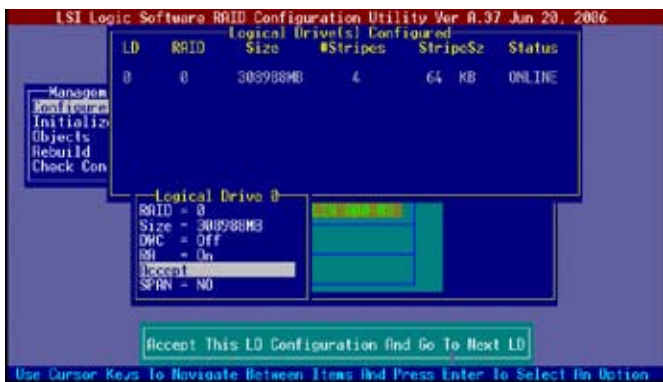 LSI Logic Software RAID Configuration Utility Ver A.37 Jun 20, 2006
Logical Drive(s) Configured
LD RAID Size #Stripes StripeSz Status
0 0 308988MB 4 64 KB ONLINE
Managem
Configure
Initializ
Objects
Rebuild
Check Con
Logical Drive 0
RAID = 0
Size = 308988MB
DWC = Off
RA = On
Accept
SPAN = NO
Accept This LD Configuration And Go To Next LD
Use Cursor Keys To Navigate Between Items And Press Enter To Select An Option